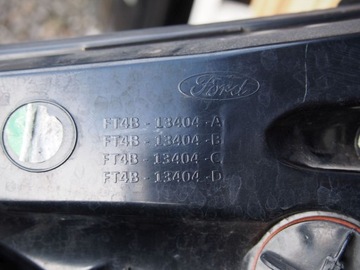 Ford
FT4B - 13404 -A
FT4B - 13404 -B
FT4B - 13404 -C
FT4B - 13404 -D